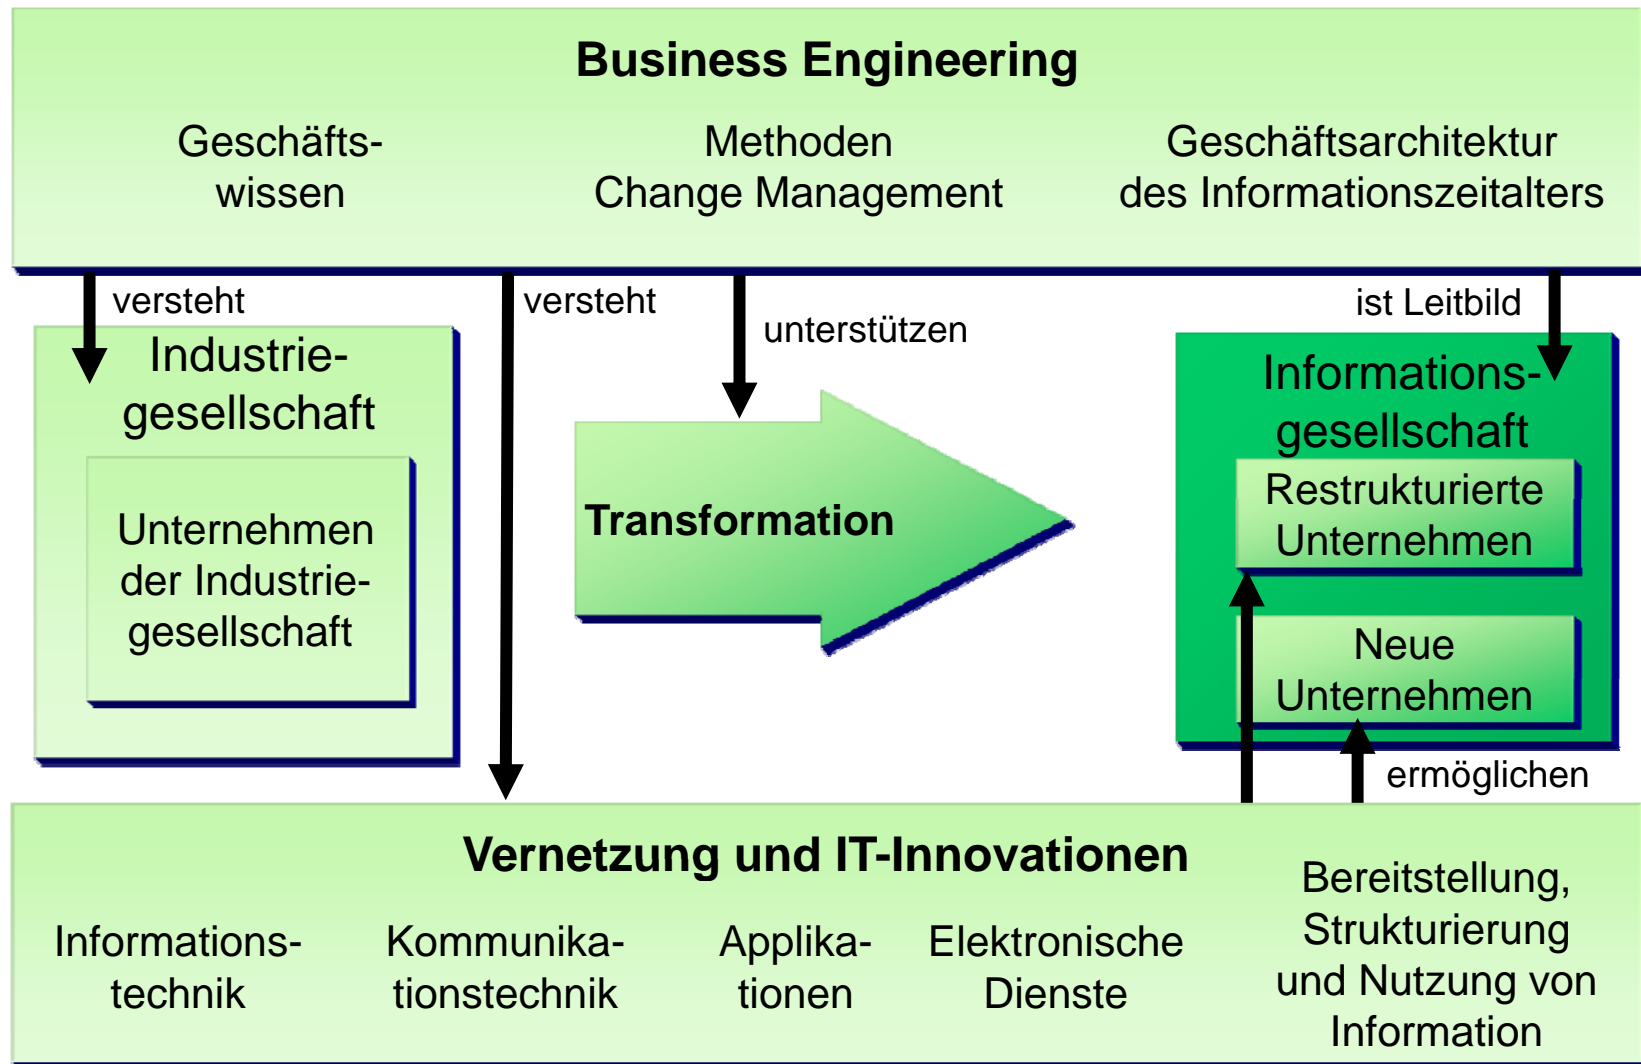 Business Engineering
Geschäfts-
wissen
Methoden
Change Management
Geschäftsarchitektur
des Informationszeitalters
versteht
versteht
unterstützen
ist Leitbild
Industrie-
gesellschaft
Unternehmen
der Industrie-
gesellschaft
Transformation
Informations-
gesellschaft
Restrukturierte
Unternehmen
Neue
Unternehmen
ermöglichen
Vernetzung und IT-Innovationen
Informations-
technik
Kommunika-
tionstechnik
Applika-
tionen
Elektronische
Dienste
Bereitstellung,
Strukturierung
und Nutzung von
Information